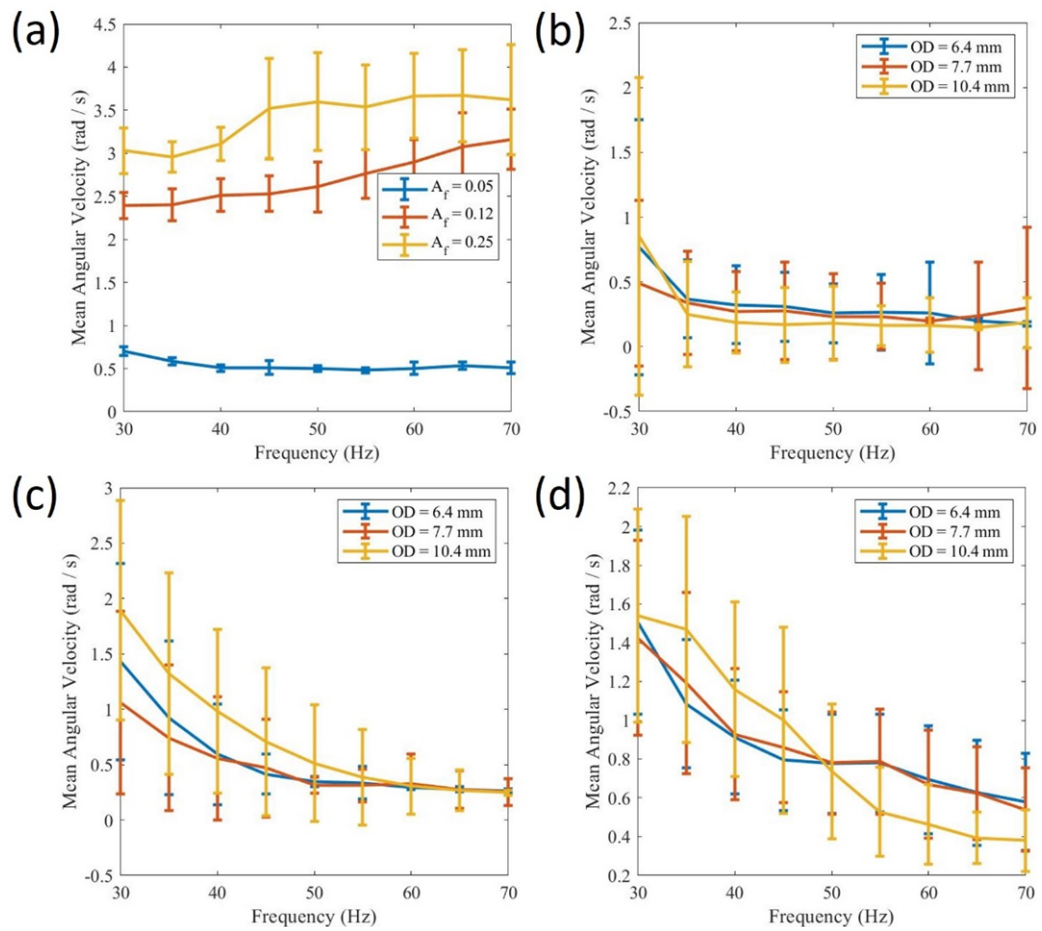 (a)
4.5
4
3.5
3
2.5
2
1.5
1
0.5
0
Mean Angular Velocity (rad / s)
A_f = 0.05
A_f = 0.12
A_f = 0.25
30 40 50 60 70
Frequency (Hz)
(b)
2.5
2
1.5
1
0.5
0
-0.5
Mean Angular Velocity (rad / s)
OD = 6.4 mm
OD = 7.7 mm
OD = 10.4 mm
30 40 50 60 70
Frequency (Hz)
(c)
3
2.5
2
1.5
1
0.5
0
-0.5
Mean Angular Velocity (rad / s)
OD = 6.4 mm
OD = 7.7 mm
OD = 10.4 mm
30 40 50 60 70
Frequency (Hz)
(d)
2.2
2
1.8
1.6
1.4
1.2
1
0.8
0.6
0.4
0.2
Mean Angular Velocity (rad / s)
OD = 6.4 mm
OD = 7.7 mm
OD = 10.4 mm
30 40 50 60 70
Frequency (Hz)